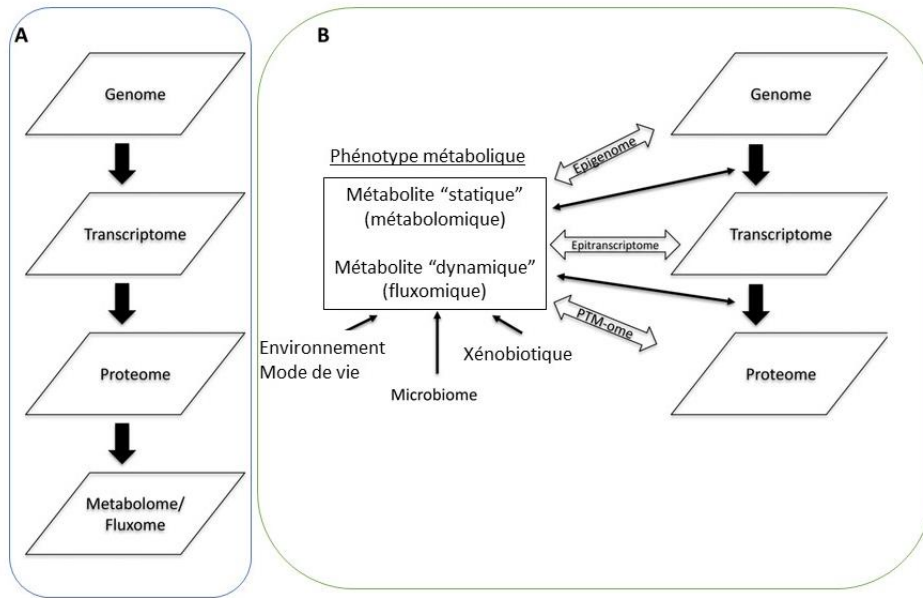 A
Genome
Transcriptome
Proteome
Metabolome/
Fluxome
B
Phénotype métabolique
Métabolite “statique”
(métabolomique)
Métabolite “dynamique”
(fluxomique)
Environnement
Mode de vie
Microbiome
Xénobiotique
Epigenome
Epitranscriptome
PTM-ome
Genome
Transcriptome
Proteome